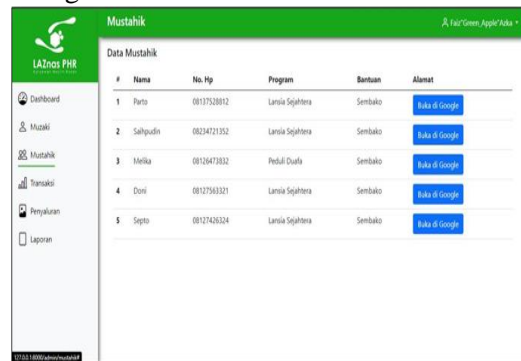 Mustahik
Faiz"Green_Apple"Azka
LAZnas PHR
Data Mustahik
# Nama No. Hp Program Bantuan Alamat
1 Parto 08137528812 Lansia Sejahtera Sembako Buka di Google
2 Saihpudin 08234721352 Lansia Sejahtera Sembako Buka di Google
3 Melika 08126473832 Peduli Duafa Sembako Buka di Google
4 Doni 08127563321 Lansia Sejahtera Sembako Buka di Google
5 Septo 08127426324 Lansia Sejahtera Sembako Buka di Google
Dashboard
Muzaki
Mustahik
Transaksi
Penyaluran
Laporan
127.0.0.1:8000/admin/mustahik#